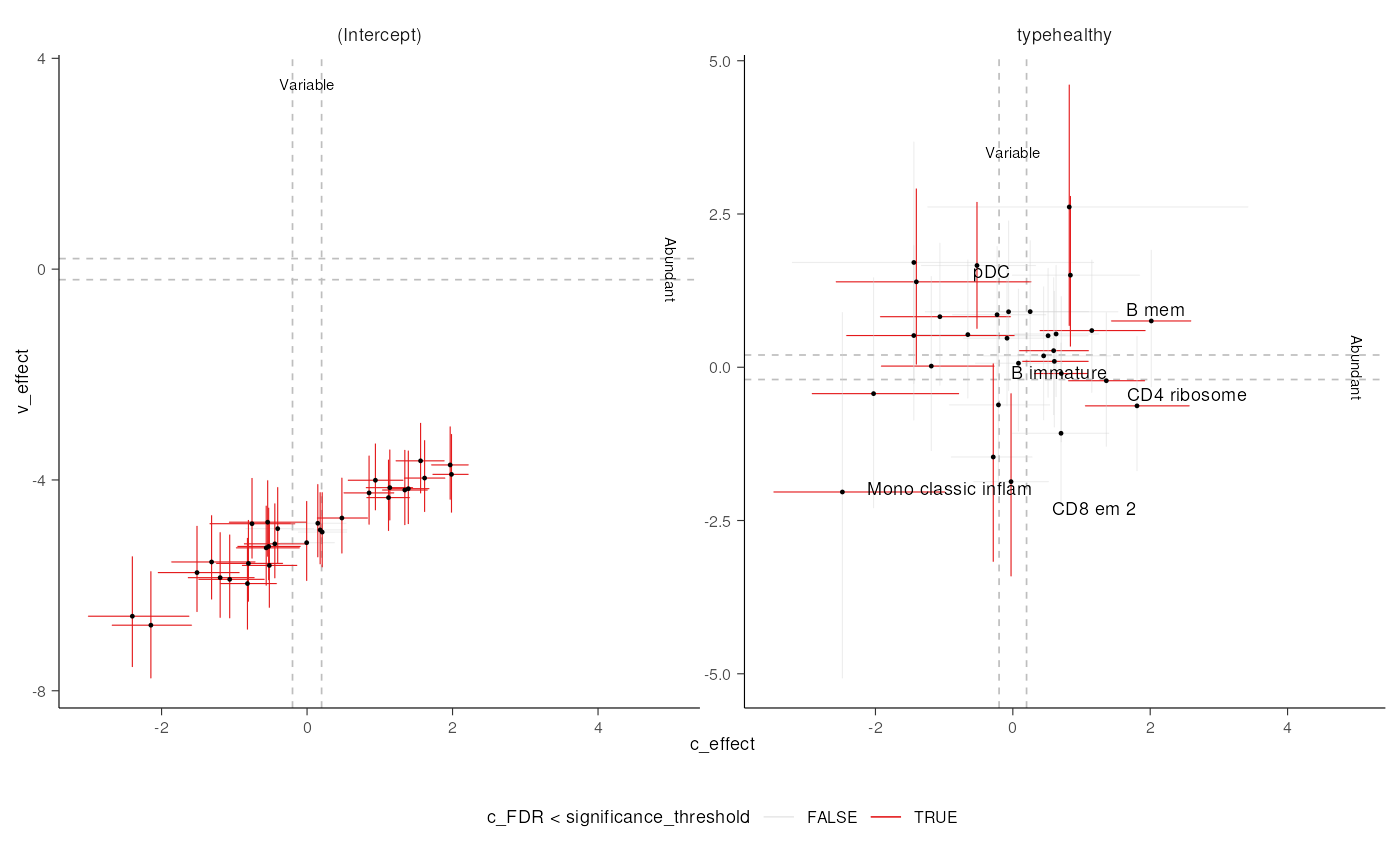 (Intercept)
typehealthy
4
0
-4
-8
v_effect
Variable
Abundant
-2
0
2
4
5.0
2.5
0.0
-2.5
-5.0
Variable
pDC
B mem
B immature
CD4 ribosome
Mono classic inflam
CD8 em 2
Abundant
-2
0
2
4
c_effect
c_FDR < significance_threshold
FALSE
TRUE